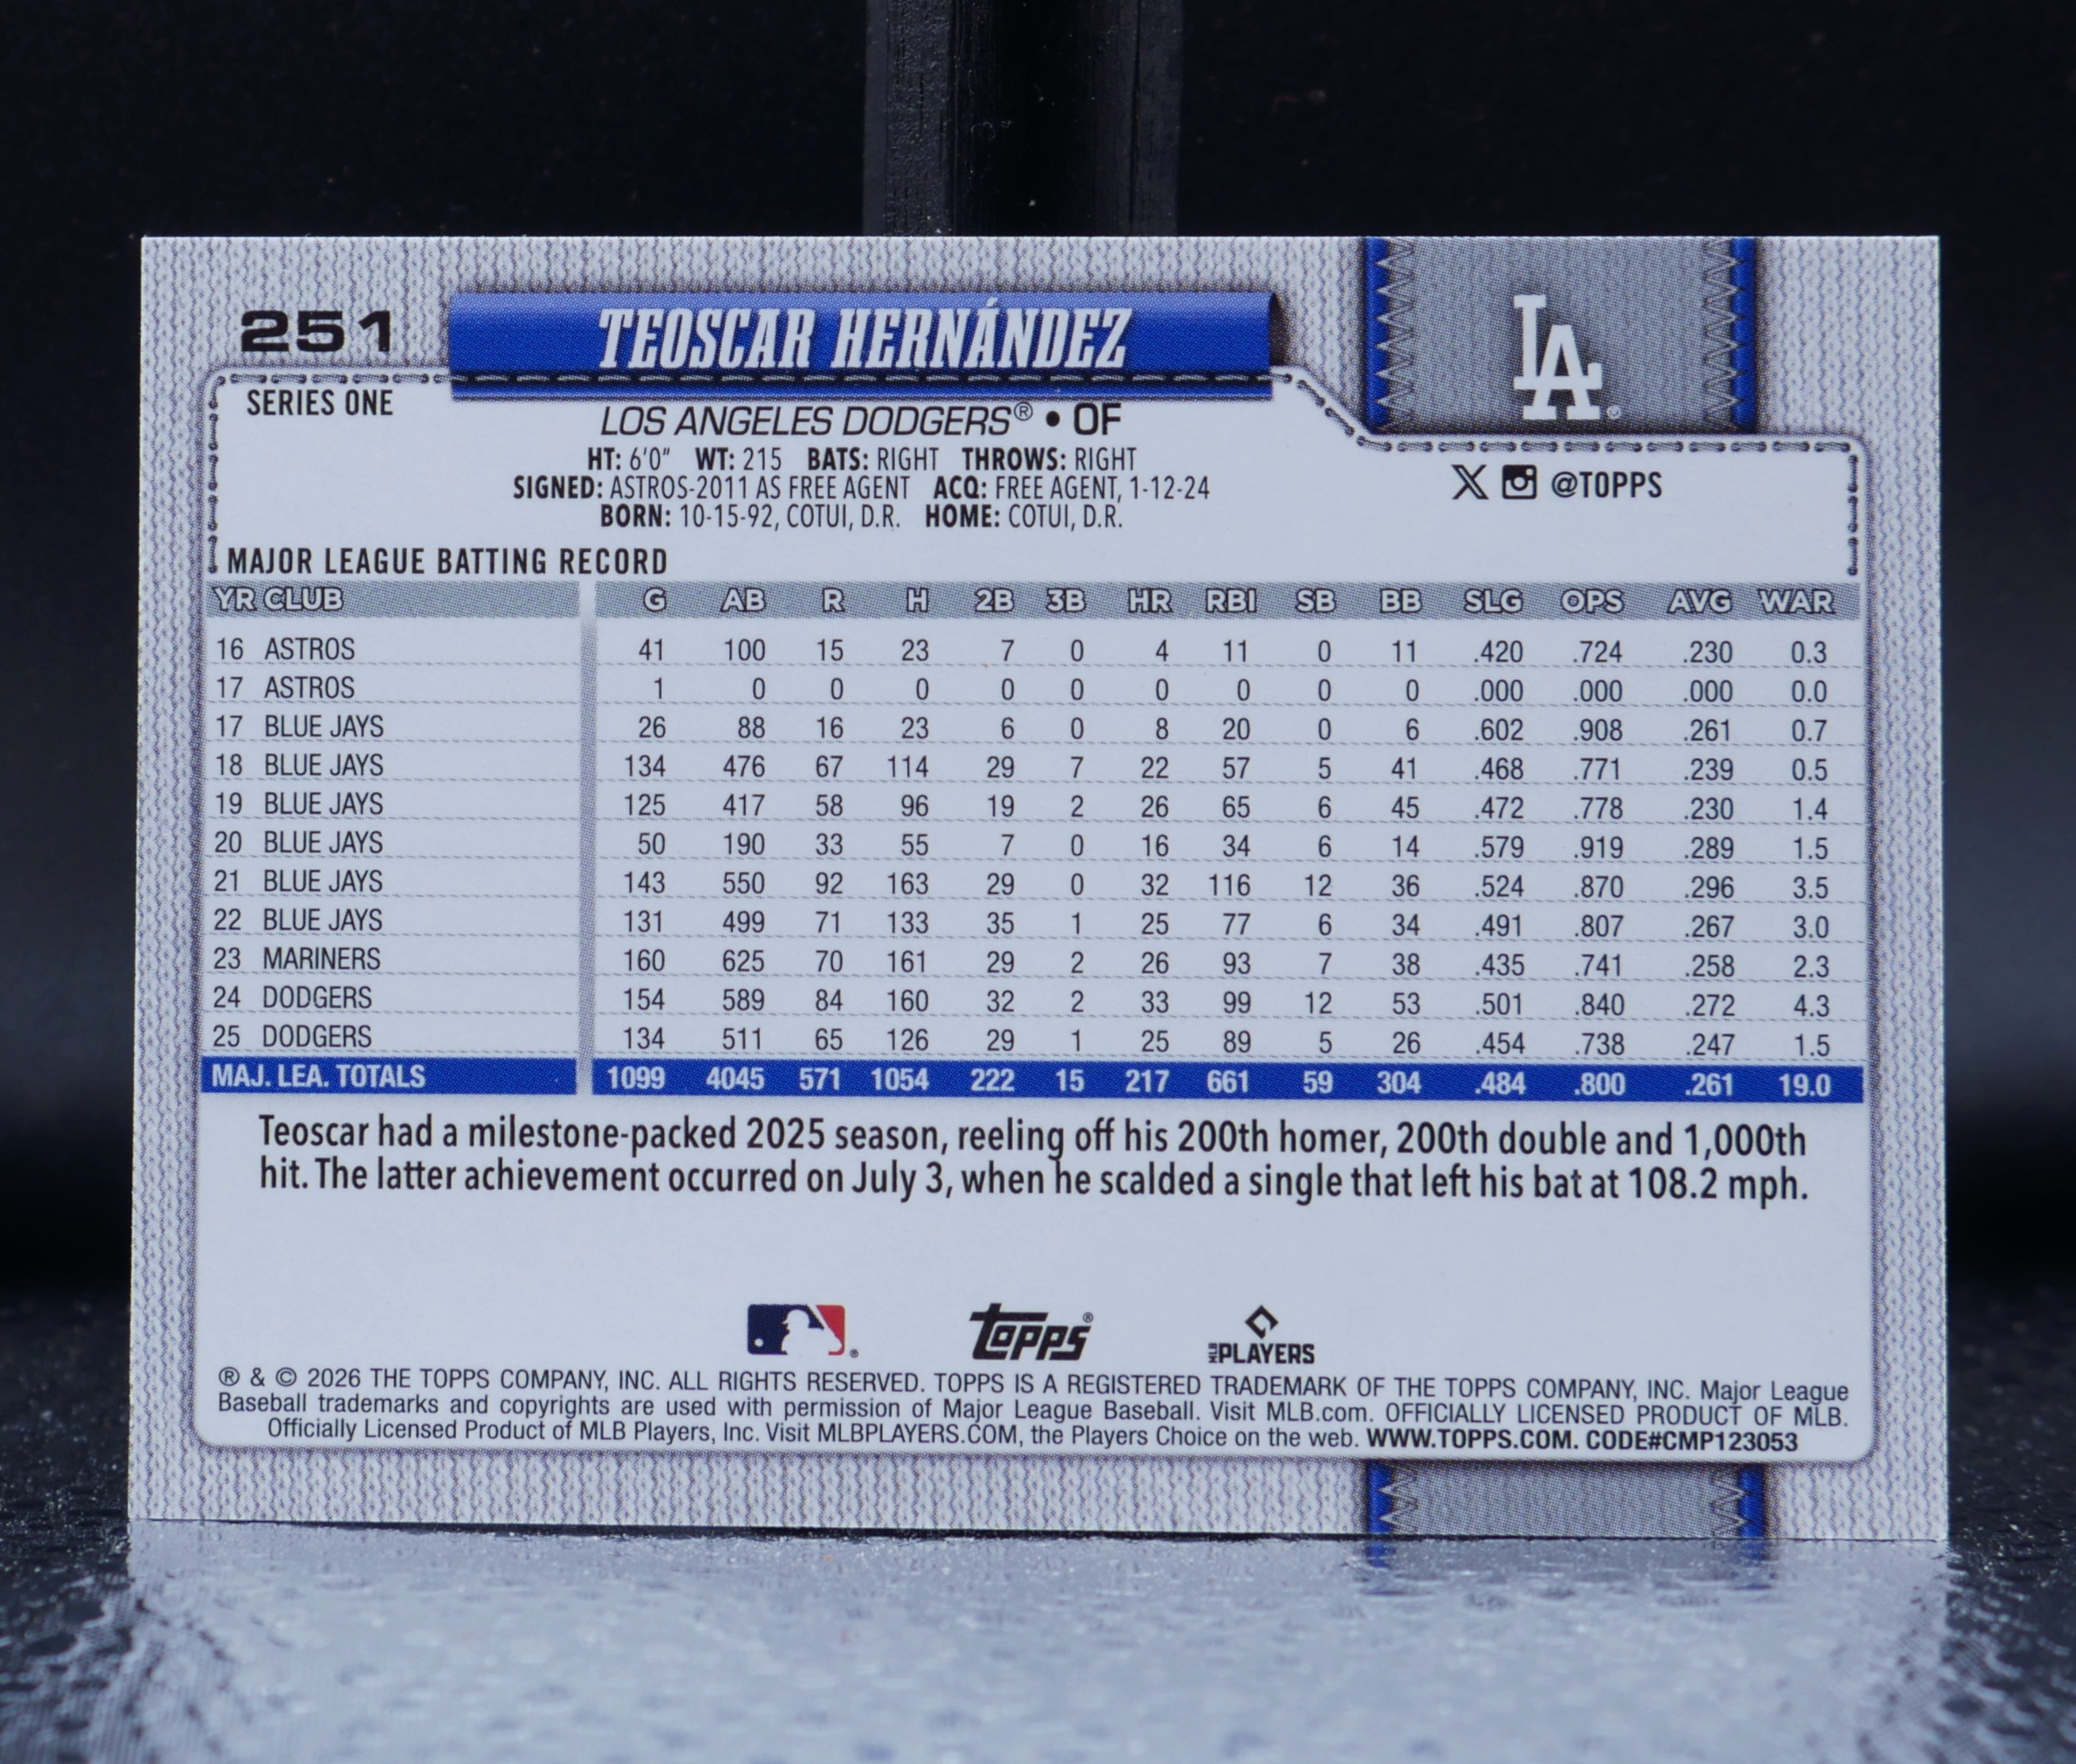 251
TEOSCAR HERNÁNDEZ
LA
SERIES ONE
LOS ANGELES DODGERS® • OF
HT: 6'0" WT: 215 BATS: RIGHT THROWS: RIGHT
SIGNED: ASTROS-2011 AS FREE AGENT ACQ: FREE AGENT, 1-12-24
BORN: 10-15-92, COTUI, D.R. HOME: COTUI, D.R.
@TOPPS
MAJOR LEAGUE BATTING RECORD
YR CLUB G AB R H 2B 3B HR RBI SB BB SLG OPS AVG WAR
16 ASTROS 41 100 15 23 7 0 4 11 0 11 .420 .724 .230 0.3
17 ASTROS 1 0 0 0 0 0 0 0 0 0 .000 .000 .000 0.0
17 BLUE JAYS 26 88 16 23 6 0 8 20 0 6 .602 .908 .261 0.7
18 BLUE JAYS 134 476 67 114 29 7 22 57 5 41 .468 .771 .239 0.5
19 BLUE JAYS 125 417 58 96 19 2 26 65 6 45 .472 .778 .230 1.4
20 BLUE JAYS 50 190 33 55 7 0 16 34 6 14 .579 .919 .289 1.5
21 BLUE JAYS 143 550 92 163 29 0 32 116 12 36 .524 .870 .296 3.5
22 BLUE JAYS 131 499 71 133 35 1 25 77 6 34 .491 .807 .267 3.0
23 MARINERS 160 625 70 161 29 2 26 93 7 38 .435 .741 .258 2.3
24 DODGERS 154 589 84 160 32 2 33 99 12 53 .501 .840 .272 4.3
25 DODGERS 134 511 65 126 29 1 25 89 5 26 .454 .738 .247 1.5
MAJ. LEA. TOTALS 1099 4045 571 1054 222 15 217 661 59 304 .484 .800 .261 19.0
Teoscar had a milestone-packed 2025 season, reeling off his 200th homer, 200th double and 1,000th
hit. The latter achievement occurred on July 3, when he scalded a single that left his bat at 108.2 mph.
topps®
MLB PLAYERS
® & © 2026 THE TOPPS COMPANY, INC. ALL RIGHTS RESERVED. TOPPS IS A REGISTERED TRADEMARK OF THE TOPPS COMPANY, INC. Major League
Baseball trademarks and copyrights are used with permission of Major League Baseball. Visit MLB.com. OFFICIALLY LICENSED PRODUCT OF MLB.
Officially Licensed Product of MLB Players, Inc. Visit MLBPLAYERS.COM, the Players Choice on the web. WWW.TOPPS.COM. CODE#CMP123053